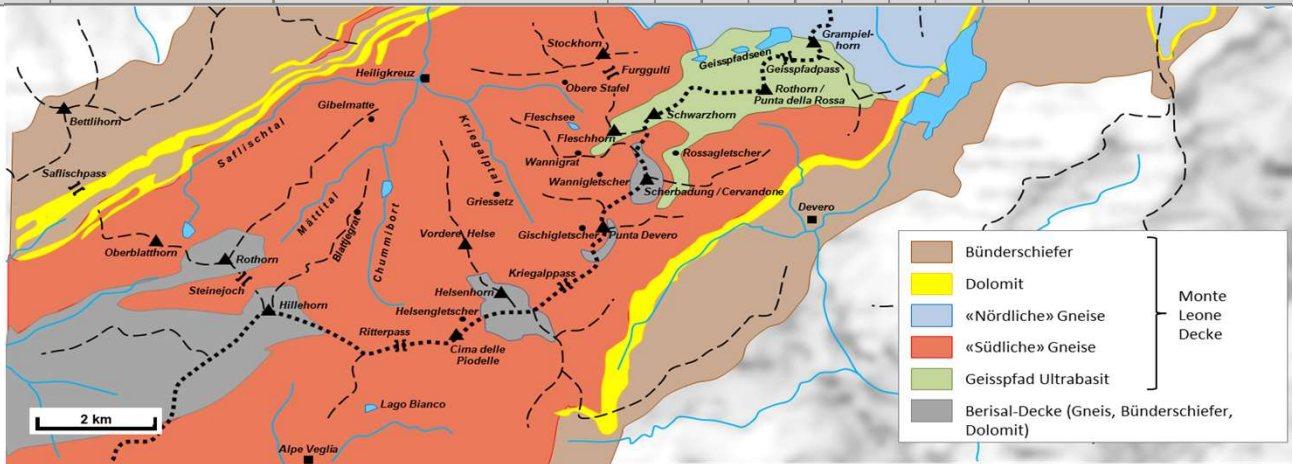 Grampiel-
horn
Stockhorn
Geisspfadseen
Furggulti
Geisspfadpass
Heiligkreuz
Obere Stafel
Rothorn /
Punta della Rossa
Gibelmatte
Bettlihorn
Fleschsee
Schwarzhorn
Fleschhorn
Saflischtal
Kriegalptal
Wannigrat
Rossagletscher
Saflischpass
Wannigletscher
Scherbadung / Cervandone
Griessetz
Devero
Mättital
Blattjegrat
Chummibort
Vordere Helse
Gischigletscher
Punta Devero
Oberblatthorn
Rothorn
Kriegalppass
Steinejoch
Helsenhorn
Hillehorn
Helsengletscher
Ritterpass
Cima delle
Piodelle
2 km
Lago Bianco
Alpe Veglia
Bünderschiefer
Dolomit
«Nördliche» Gneise
«Südliche» Gneise
Geisspfad Ultrabasit
Berisal-Decke (Gneis, Bünderschiefer,
Dolomit)
Monte
Leone
Decke